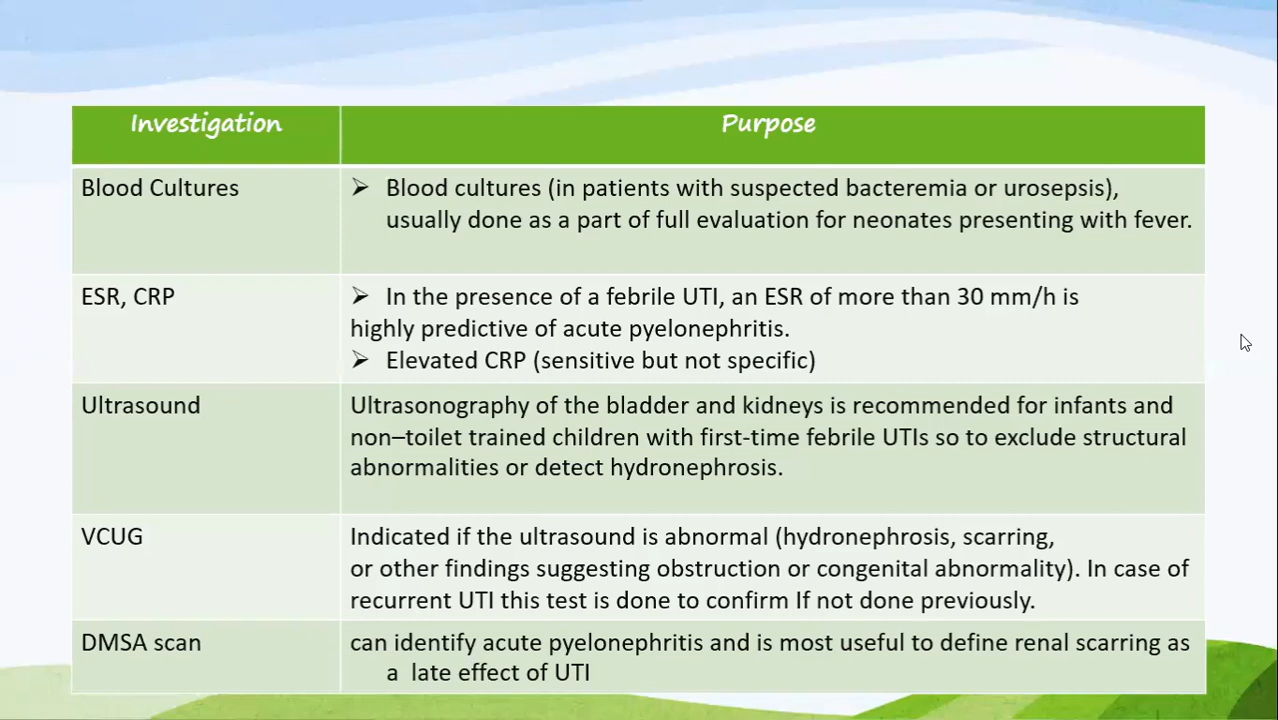 Investigation
Purpose
Blood Cultures
➢ Blood cultures (in patients with suspected bacteremia or urosepsis),
usually done as a part of full evaluation for neonates presenting with fever.
ESR, CRP
➢ In the presence of a febrile UTI, an ESR of more than 30 mm/h is
highly predictive of acute pyelonephritis.
➢ Elevated CRP (sensitive but not specific)
Ultrasound
Ultrasonography of the bladder and kidneys is recommended for infants and
non–toilet trained children with first-time febrile UTIs so to exclude structural
abnormalities or detect hydronephrosis.
VCUG
Indicated if the ultrasound is abnormal (hydronephrosis, scarring,
or other findings suggesting obstruction or congenital abnormality). In case of
recurrent UTI this test is done to confirm If not done previously.
DMSA scan
can identify acute pyelonephritis and is most useful to define renal scarring as
a late effect of UTI